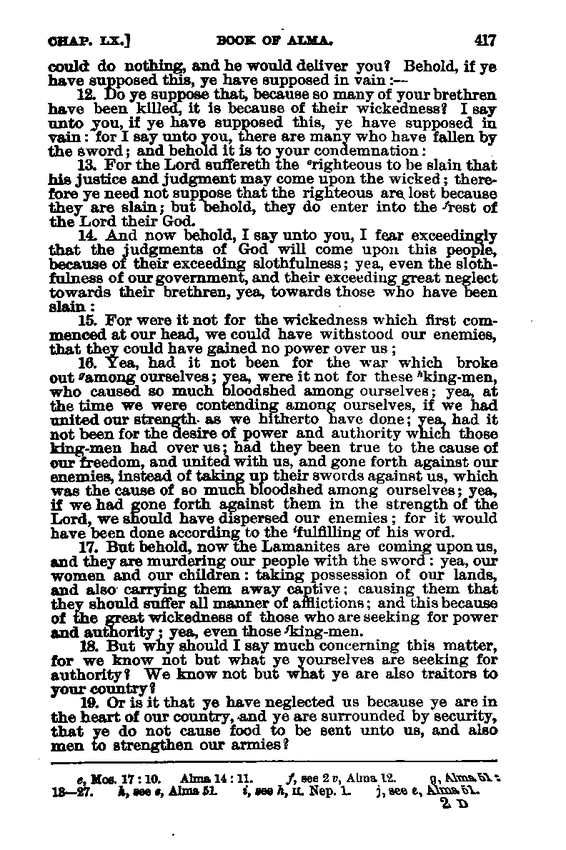 CHAP. LX.] BOOK OF ALMA. 417
could do nothing, and he would deliver you? Behold, if ye
have supposed this, ye have supposed in vain :—
12. Do ye suppose that, because so many of your brethren
have been killed, it is because of their wickedness? I say
unto you, if ye have supposed this, ye have supposed in
vain : for I say unto you, there are many who have fallen by
the sword; and behold it is to your condemnation:
13. For the Lord suffereth the ᵉrighteous to be slain that
his justice and judgment may come upon the wicked; there-
fore ye need not suppose that the righteous are lost because
they are slain; but behold, they do enter into the ᶠrest of
the Lord their God.
14. And now behold, I say unto you, I fear exceedingly
that the judgments of God will come upon this people,
because of their exceeding slothfulness; yea, even the sloth-
fulness of our government, and their exceeding great neglect
towards their brethren, yea, towards those who have been
slain :
15. For were it not for the wickedness which first com-
menced at our head, we could have withstood our enemies,
that they could have gained no power over us ;
16. Yea, had it not been for the war which broke
out ᵍamong ourselves; yea, were it not for these ʰking-men,
who caused so much bloodshed among ourselves; yea, at
the time we were contending among ourselves, if we had
united our strength as we hitherto have done; yea, had it
not been for the desire of power and authority which those
king-men had over us; had they been true to the cause of
our freedom, and united with us, and gone forth against our
enemies, instead of taking up their swords against us, which
was the cause of so much bloodshed among ourselves; yea,
if we had gone forth against them in the strength of the
Lord, we should have dispersed our enemies; for it would
have been done according to the ⁱfulfilling of his word.
17. But behold, now the Lamanites are coming upon us,
and they are murdering our people with the sword : yea, our
women and our children : taking possession of our lands,
and also carrying them away captive; causing them that
they should suffer all manner of afflictions; and this because
of the great wickedness of those who are seeking for power
and authority; yea, even those ʲking-men.
18. But why should I say much concerning this matter,
for we know not but what ye yourselves are seeking for
authority? We know not but what ye are also traitors to
your country?
19. Or is it that ye have neglected us because ye are in
the heart of our country, and ye are surrounded by security,
that ye do not cause food to be sent unto us, and also
men to strengthen our armies?
e, Mos. 17 : 10. Alma 14 : 11. f, see 2 v, Alma 12. g, Alma 51 :
13—27. h, see e, Alma 51. i, see h, II. Nep. 1. j, see e, Alma 51.
2 D